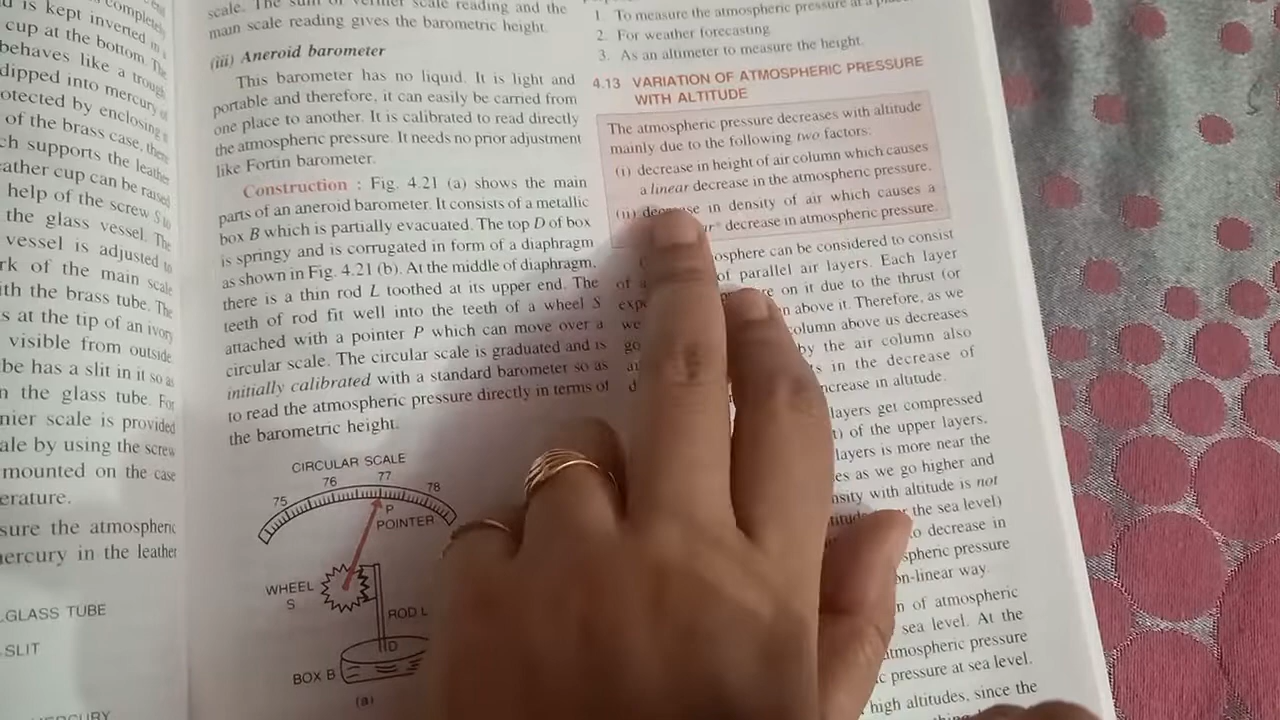 is kept inverted
cup at the bottom. The
behaves like a trough
dipped into mercury of
otected by enclosing
of the brass case, there
ch supports the leather
ather cup can be raised
help of the screw S to
the glass vessel. The
vessel is adjusted to
rk of the main scale
ith the brass tube. The
s at the tip of an ivory
visible from outside
be has a slit in it so as
n the glass tube. For
nier scale is provided
ale by using the screw
mounted on the case
erature.
sure the atmospheric
mercury in the leather
GLASS TUBE
SLIT
MERCURY
scale. The sum of vernier scale reading and the
main scale reading gives the barometric height.
(iii) Aneroid barometer
This barometer has no liquid. It is light and
portable and therefore, it can easily be carried from
one place to another. It is calibrated to read directly
the atmospheric pressure. It needs no prior adjustment
like Fortin barometer.
Construction : Fig. 4.21 (a) shows the main
parts of an aneroid barometer. It consists of a metallic
box B which is partially evacuated. The top D of box
is springy and is corrugated in form of a diaphragm
as shown in Fig. 4.21 (b). At the middle of diaphragm,
there is a thin rod L toothed at its upper end. The
teeth of rod fit well into the teeth of a wheel S
attached with a pointer P which can move over a
circular scale. The circular scale is graduated and is
initially calibrated with a standard barometer so as
to read the atmospheric pressure directly in terms of
the barometric height.
CIRCULAR SCALE
75 76 77 78
P
POINTER
WHEEL
S
ROD L
D
BOX B
(a)
1. To measure the atmospheric pressure at a
2. For weather forecasting
3. As an altimeter to measure the height.
4.13 VARIATION OF ATMOSPHERIC PRESSURE
WITH ALTITUDE
The atmospheric pressure decreases with altitude
mainly due to the following two factors:
(i) decrease in height of air column which causes
a linear decrease in the atmospheric pressure.
(ii) decrease in density of air which causes a
decrease in atmospheric pressure.
osphere can be considered to consist
of parallel air layers. Each layer
on it due to the thrust (or
above it. Therefore, as we
column above us decreases
by the air column also
in the decrease of
increase in altitude.
layers get compressed
of the upper layers.
layers is more near the
es as we go higher and
nsity with altitude is not
the sea level)
to decrease in
spheric pressure
on-linear way.
n of atmospheric
sea level. At the
atmospheric pressure
pressure at sea level.
high altitudes, since the